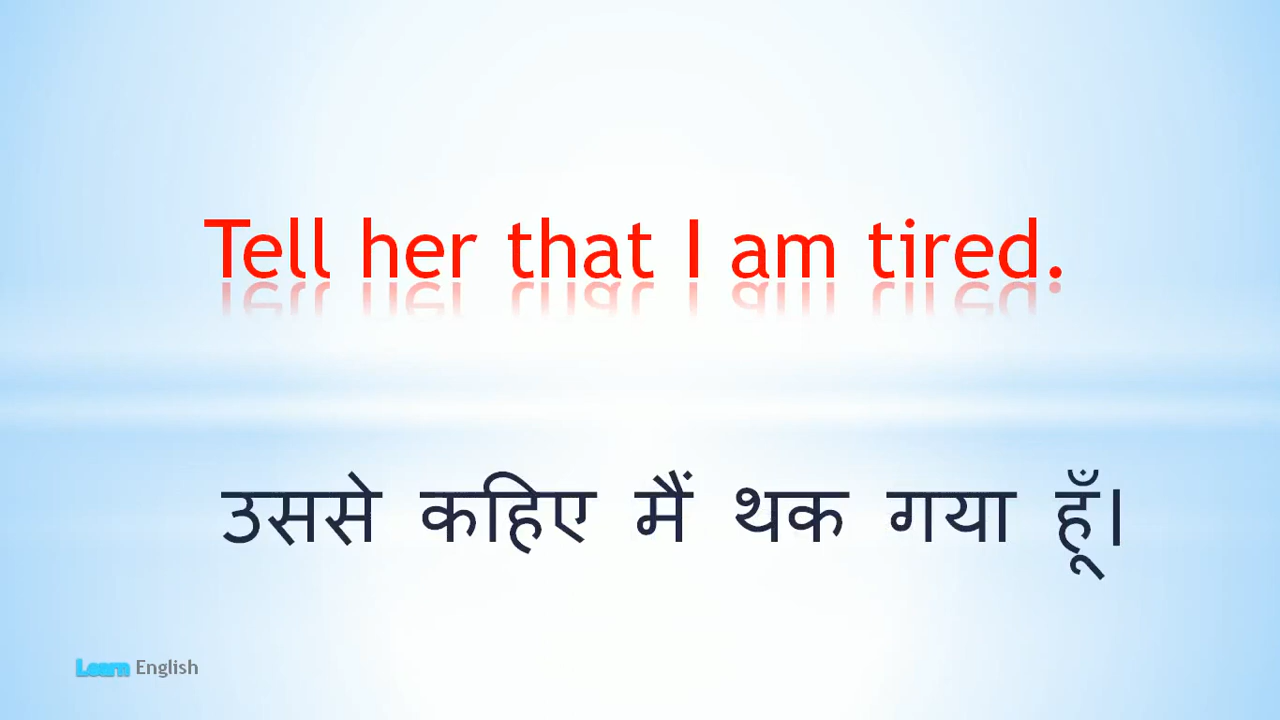 Tell her that I am tired.
उससे कहिए मैं थक गया हूँ।
Learn English